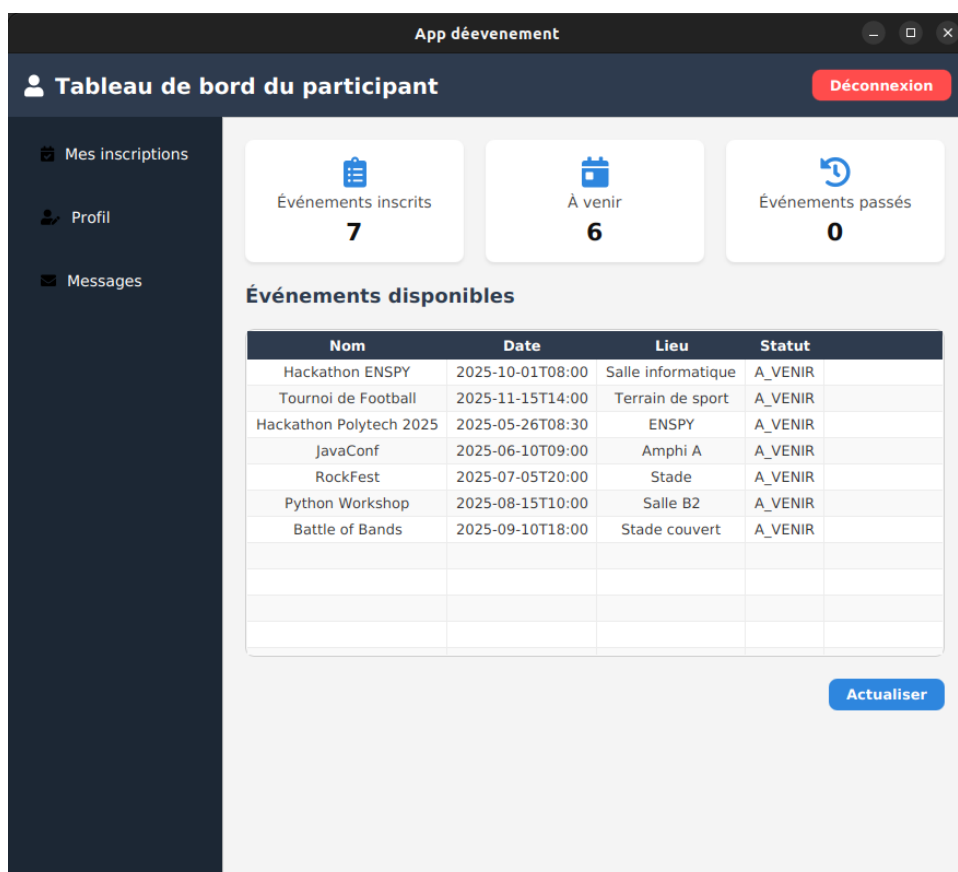 App déevenement
Tableau de bord du participant
Déconnexion
Mes inscriptions
Profil
Messages
Événements inscrits
7
À venir
6
Événements passés
0
Événements disponibles
Nom Date Lieu Statut
Hackathon ENSPY 2025-10-01T08:00 Salle informatique A_VENIR
Tournoi de Football 2025-11-15T14:00 Terrain de sport A_VENIR
Hackathon Polytech 2025 2025-05-26T08:30 ENSPY A_VENIR
JavaConf 2025-06-10T09:00 Amphi A A_VENIR
RockFest 2025-07-05T20:00 Stade A_VENIR
Python Workshop 2025-08-15T10:00 Salle B2 A_VENIR
Battle of Bands 2025-09-10T18:00 Stade couvert A_VENIR
Actualiser